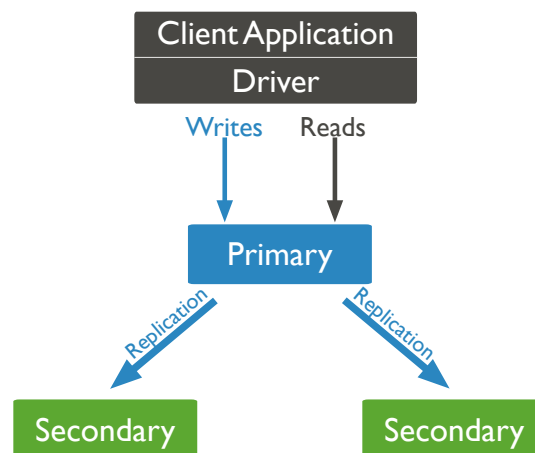 Client Application
Driver
Writes
Reads
Primary
Replication
Replication
Secondary
Secondary